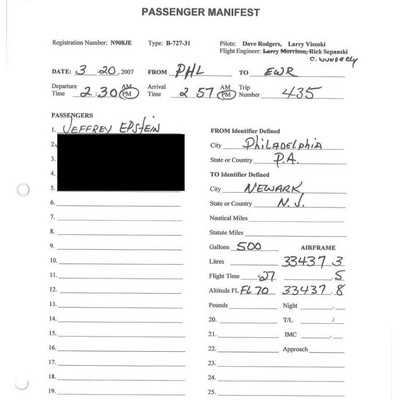 PASSENGER MANIFEST
Registration Number: N908JE Type: B-727-31 Pilots: Dave Rodgers, Larry Visoski
Flight Engineer: Larry Morrison, Rick Sepanski
DATE: 3 20, 2007 FROM PHL TO EWR
Departure Time 2:30 AM PM Arrival Time 2 57 AM PM Trip Number 435
PASSENGERS
1. JEFFREY EPSTEIN
FROM Identifier Defined
2.
City Philadelphia
3.
State or Country P.A.
4.
TO Identifier Defined
5.
City NEWARK
6.
State or Country N.J.
7.
Nautical Miles
8.
Statute Miles
9.
Gallons 500 AIRFRAME
10.
Litres 33437 3
11.
Flight Time .27 .5
12.
Altitude FL FL70 33437.8
13.
Pounds Night
14.
20. T/L /
15.
21. IMC
16.
22. Approach
17.
23.
18.
24.
19.
25.